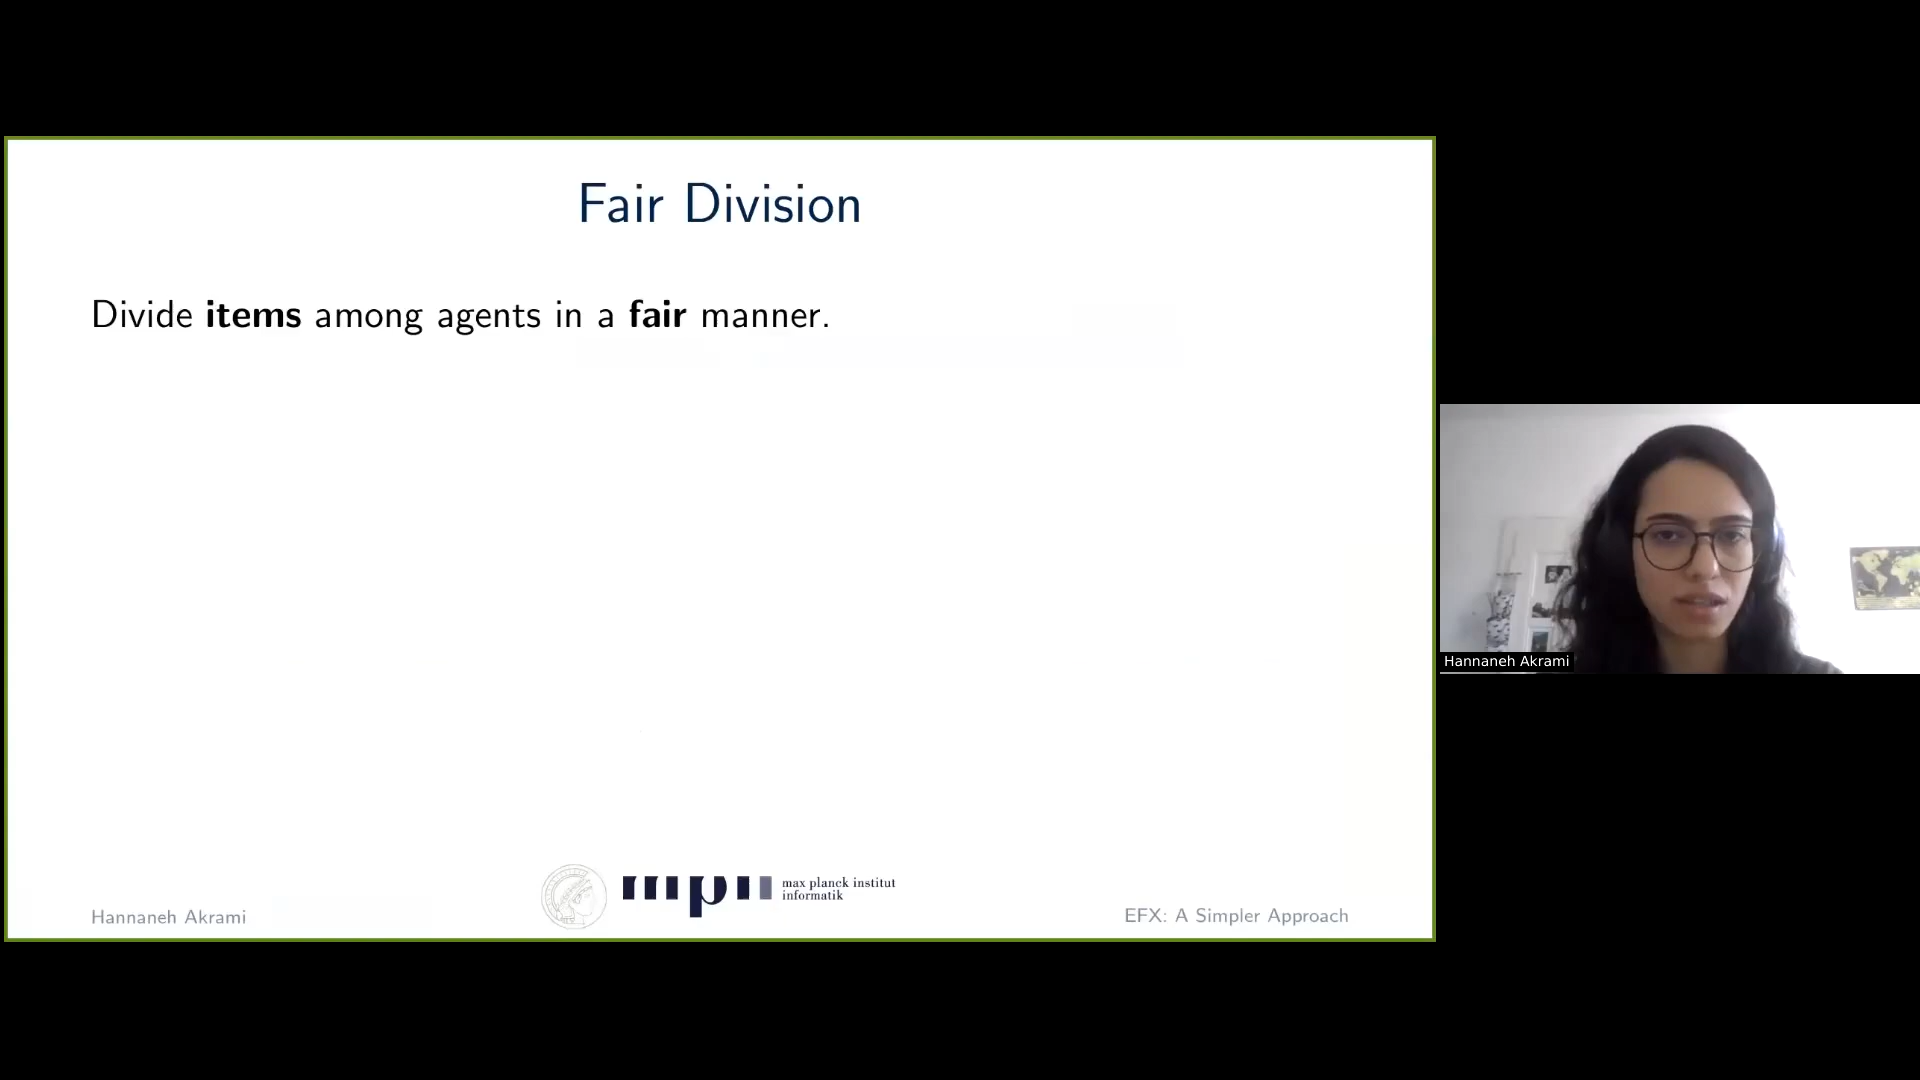 Fair Division
Divide items among agents in a fair manner.
Hannaneh Akrami
mpii max planck institut
informatik
EFX: A Simpler Approach
Hannaneh Akrami